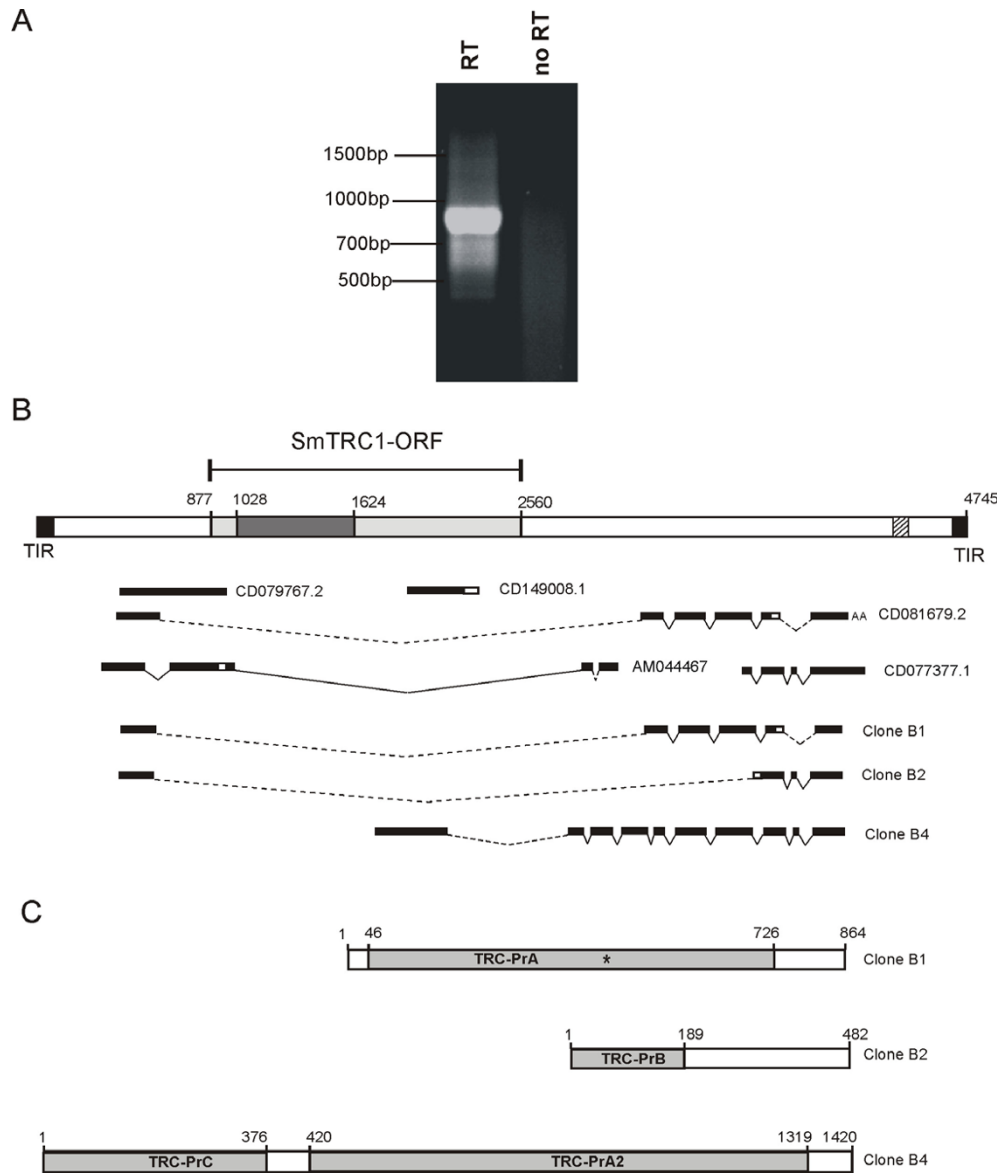 A
RT
no RT
1500bp
1000bp
700bp
500bp
B
SmTRC1-ORF
877 1028 1624 2560 4745
TIR TIR
CD079767.2 CD149008.1
AA CD081679.2
AM044467
CD077377.1
Clone B1
Clone B2
Clone B4
C
1 46 726 864
TRC-PrA * Clone B1
1 189 482
TRC-PrB Clone B2
1 376 420 1319 1420
TRC-PrC TRC-PrA2 Clone B4